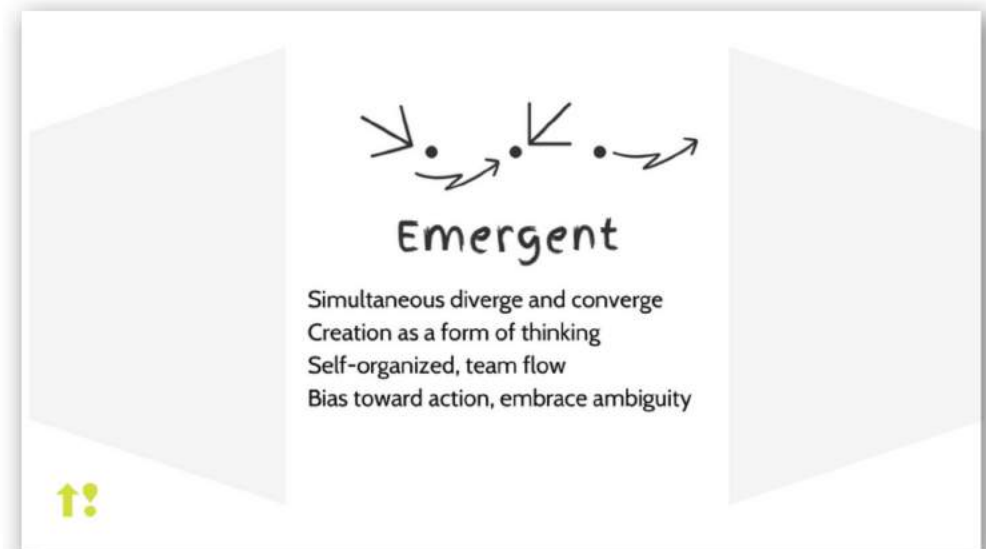 Emergent
Simultaneous diverge and converge
Creation as a form of thinking
Self-organized, team flow
Bias toward action, embrace ambiguity